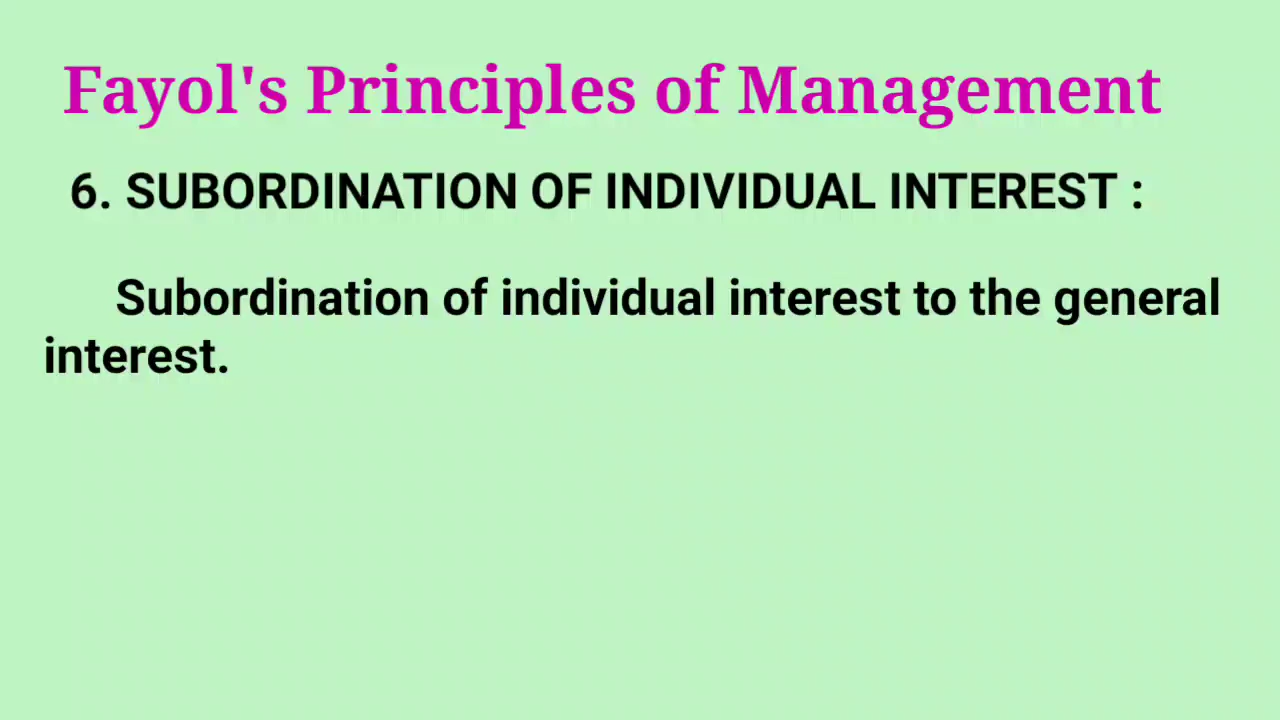 Fayol's Principles of Management
6. SUBORDINATION OF INDIVIDUAL INTEREST :
Subordination of individual interest to the general
interest.